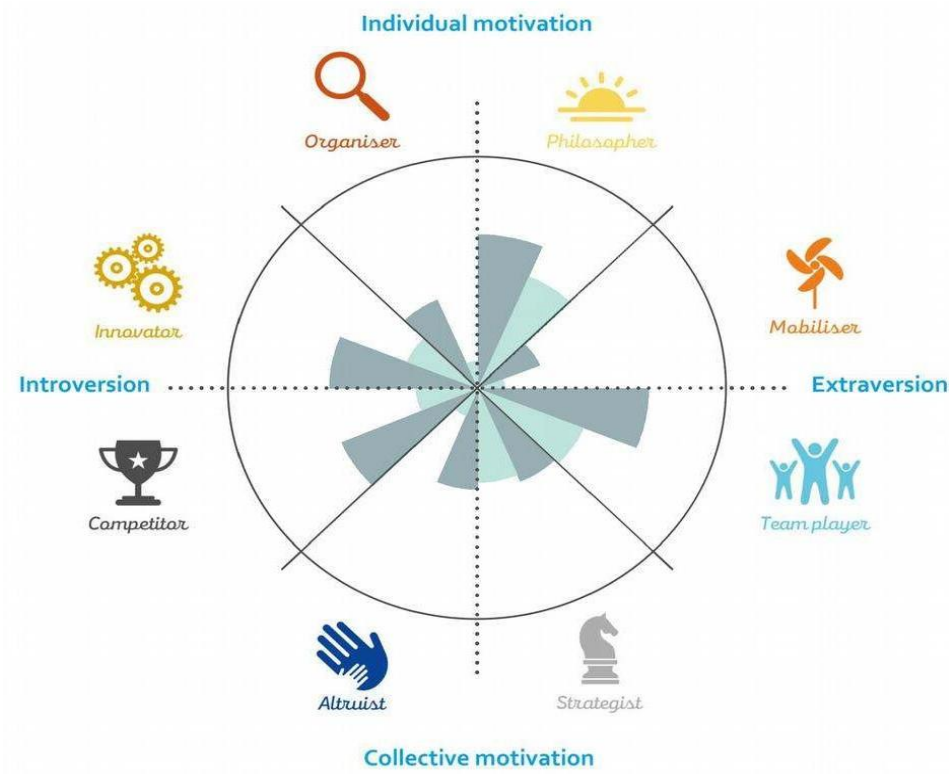 Individual motivation
Organiser
Philosopher
Innovator
Mobiliser
Introversion
Extraversion
Competitor
Team player
Altruist
Strategist
Collective motivation